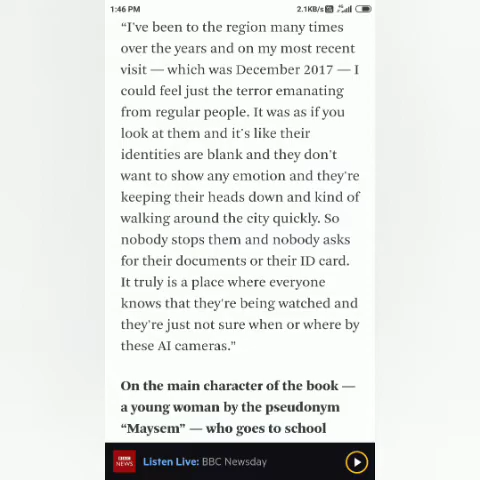 1:46 PM 2.1KB/s
“I've been to the region many times
over the years and on my most recent
visit — which was December 2017 — I
could feel just the terror emanating
from regular people. It was as if you
look at them and it's like their
identities are blank and they don't
want to show any emotion and they're
keeping their heads down and kind of
walking around the city quickly. So
nobody stops them and nobody asks
for their documents or their ID card.
It truly is a place where everyone
knows that they're being watched and
they're just not sure when or where by
these AI cameras.”
On the main character of the book —
a young woman by the pseudonym
“Maysem” — who goes to school
BBC
NEWS
Listen Live: BBC Newsday